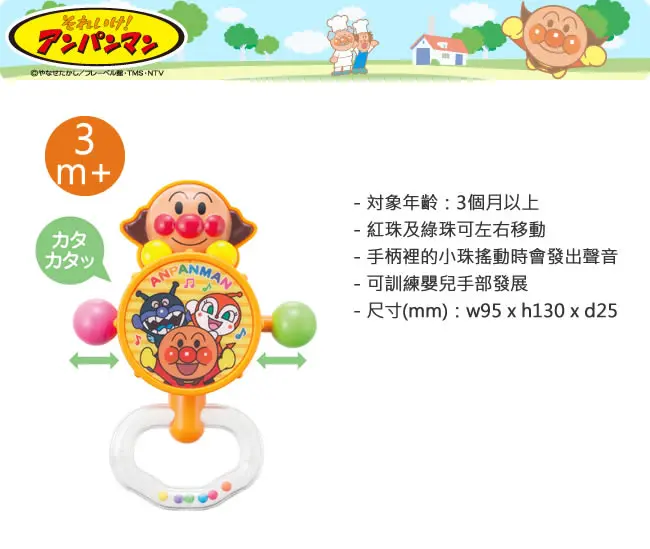 それいけ!
アンパンマン
©やなせたかし/フレーベル館・TMS・NTV
3
m+
カタ
カタッ
ANPANMAN
- 対象年齡：3個月以上
- 紅珠及綠珠可左右移動
- 手柄裡的小珠搖動時會發出聲音
- 可訓練嬰兒手部發展
- 尺寸(mm)：w95 x h130 x d25